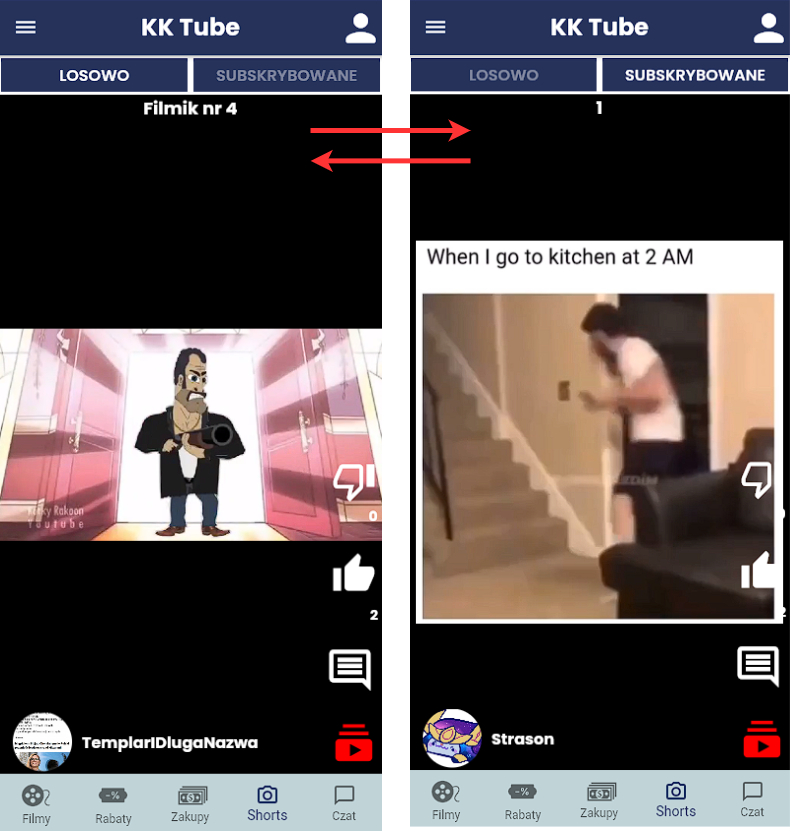 KK Tube
LOSOWO SUBSKRYBOWANE
Filmik nr 4
Youtube
0
2
TemplarIDlugaNazwa
Filmy Rabaty Zakupy Shorts Czat
KK Tube
LOSOWO SUBSKRYBOWANE
1
When I go to kitchen at 2 AM
2
Strason
Filmy Rabaty Zakupy Shorts Czat